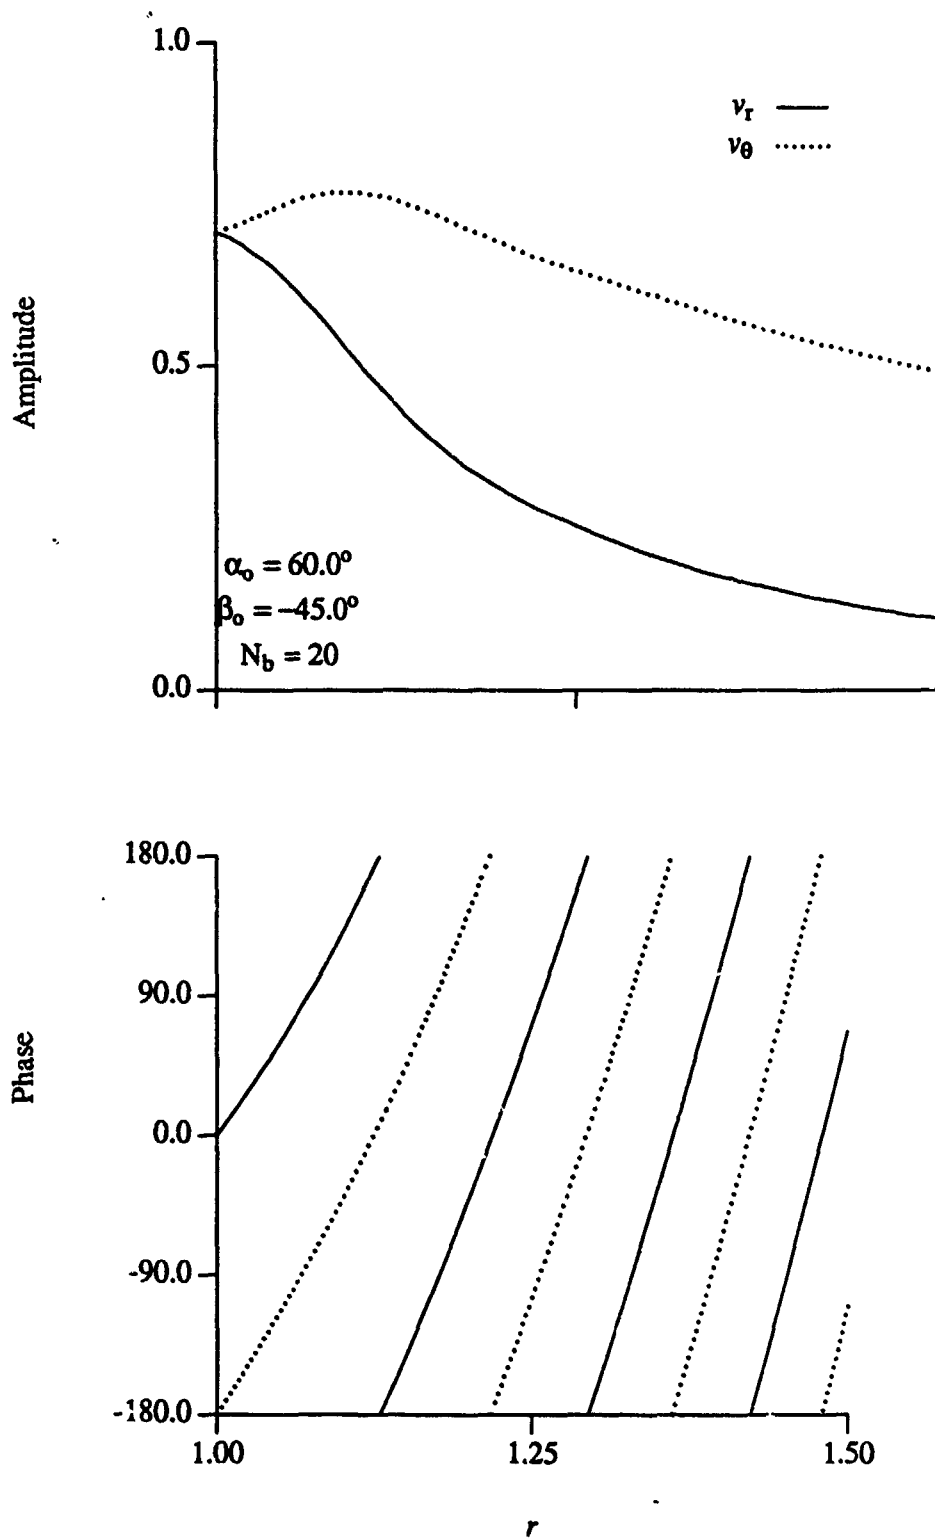 1.0
v_r
v_θ
Amplitude
0.5
α_o = 60.0°
β_o = –45.0°
N_b = 20
0.0
180.0
90.0
Phase
0.0
-90.0
-180.0
1.00 1.25 1.50
r